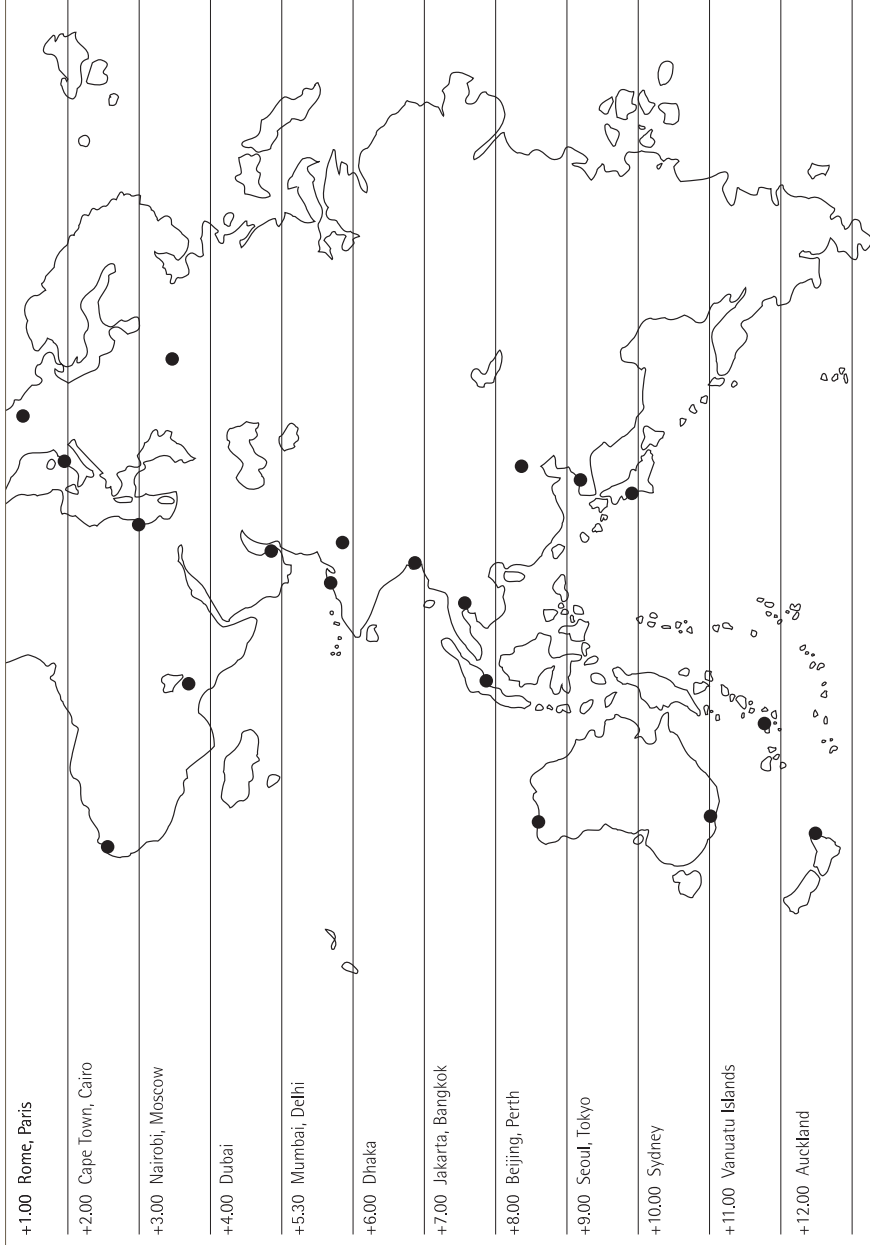 +1.00 Rome, Paris
+2.00 Cape Town, Cairo
+3.00 Nairobi, Moscow
+4.00 Dubai
+5.30 Mumbai, Delhi
+6.00 Dhaka
+7.00 Jakarta, Bangkok
+8.00 Beijing, Perth
+9.00 Seoul, Tokyo
+10.00 Sydney
+11.00 Vanuatu Islands
+12.00 Auckland